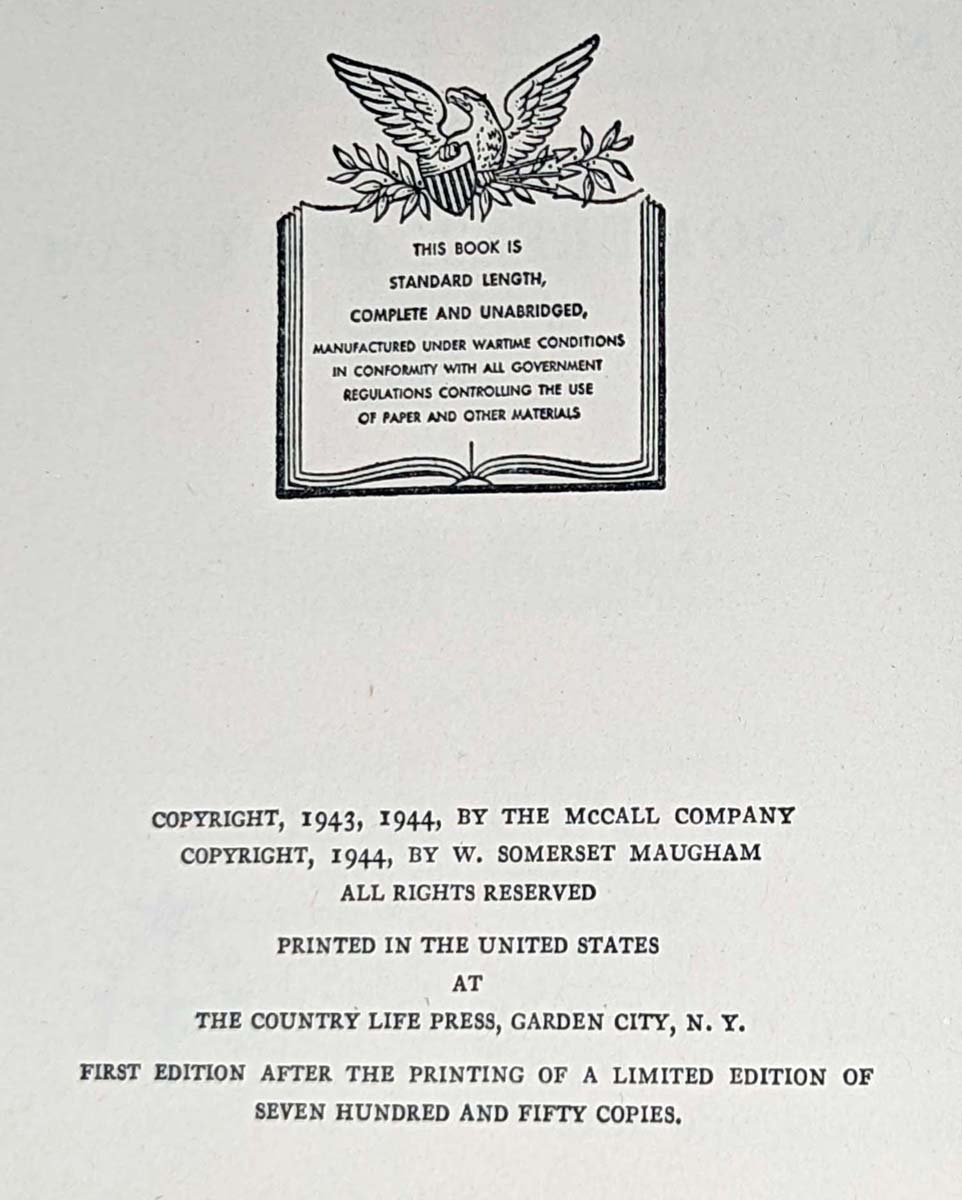 THIS BOOK IS
STANDARD LENGTH,
COMPLETE AND UNABRIDGED,
MANUFACTURED UNDER WARTIME CONDITIONS
IN CONFORMITY WITH ALL GOVERNMENT
REGULATIONS CONTROLLING THE USE
OF PAPER AND OTHER MATERIALS
COPYRIGHT, 1943, 1944, BY THE McCALL COMPANY
COPYRIGHT, 1944, BY W. SOMERSET MAUGHAM
ALL RIGHTS RESERVED
PRINTED IN THE UNITED STATES
AT
THE COUNTRY LIFE PRESS, GARDEN CITY, N. Y.
FIRST EDITION AFTER THE PRINTING OF A LIMITED EDITION OF
SEVEN HUNDRED AND FIFTY COPIES.